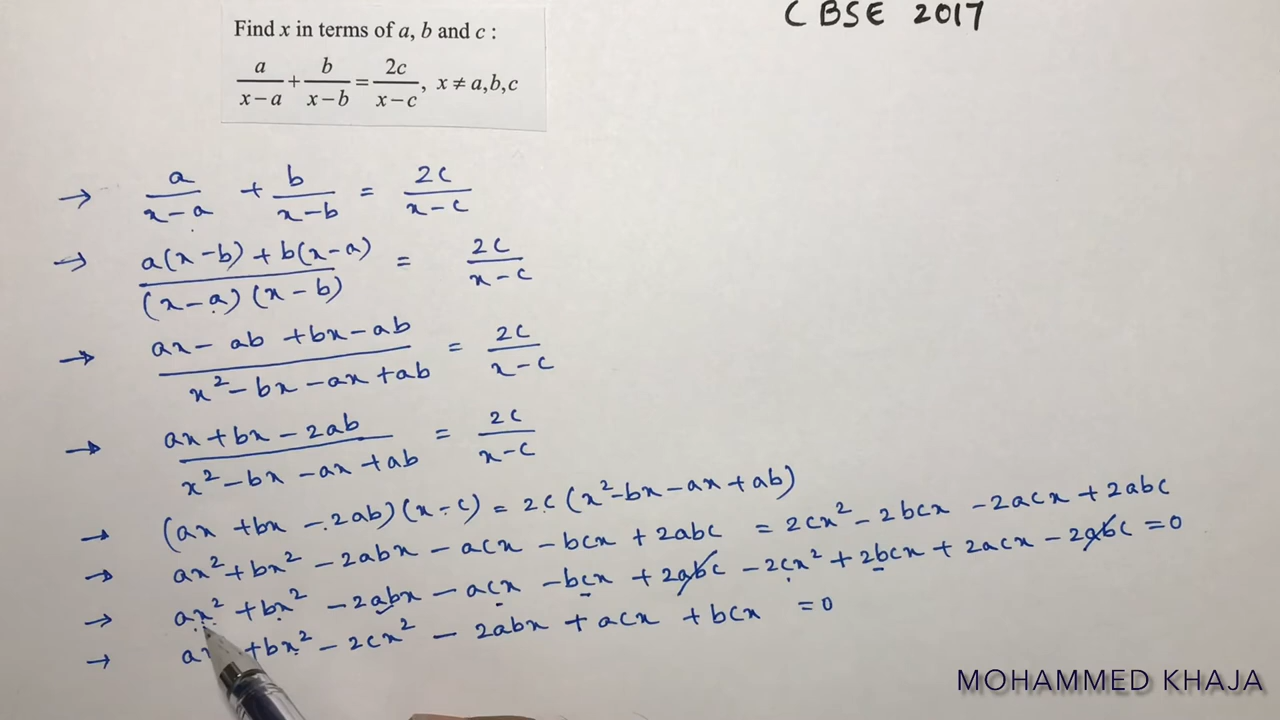 CBSE 2017
Find x in terms of a, b and c :
a/(x−a) + b/(x−b) = 2c/(x−c), x ≠ a,b,c
→ a/(x−a) + b/(x−b) = 2c/(x−c)
→ (a(x−b) + b(x−a))/((x−a)(x−b)) = 2c/(x−c)
→ (ax − ab + bx − ab)/(x² − bx − ax + ab) = 2c/(x−c)
→ (ax + bx − 2ab)/(x² − bx − ax + ab) = 2c/(x−c)
→ (ax + bx − 2ab)(x − c) = 2c(x² − bx − ax + ab)
→ ax² + bx² − 2abx − acx − bcx + 2abc = 2cx² − 2bcx − 2acx + 2abc
→ ax² + bx² − 2abx − acx − bcx + 2abc − 2cx² + 2bcx + 2acx − 2abc = 0
→ ax + bx² − 2cx² − 2abx + acx + bcx = 0
MOHAMMED KHAJA